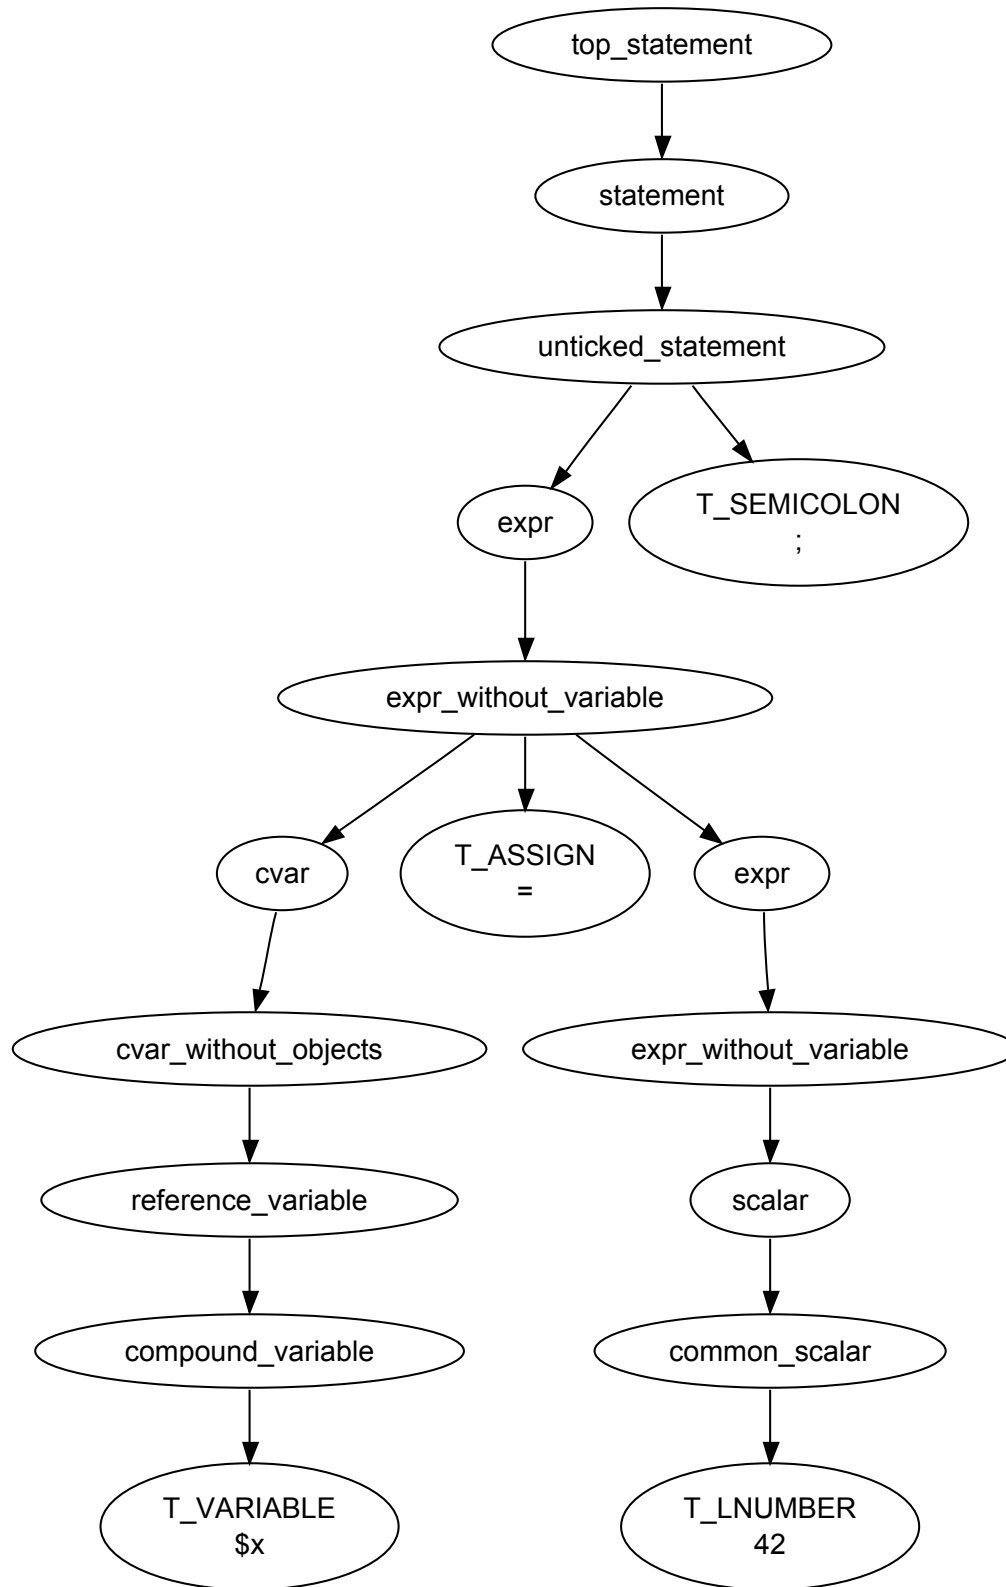 top_statement
statement
unticked_statement
expr
T_SEMICOLON
;
expr_without_variable
cvar
T_ASSIGN
=
expr
cvar_without_objects
expr_without_variable
reference_variable
scalar
compound_variable
common_scalar
T_VARIABLE
$x
T_LNUMBER
42